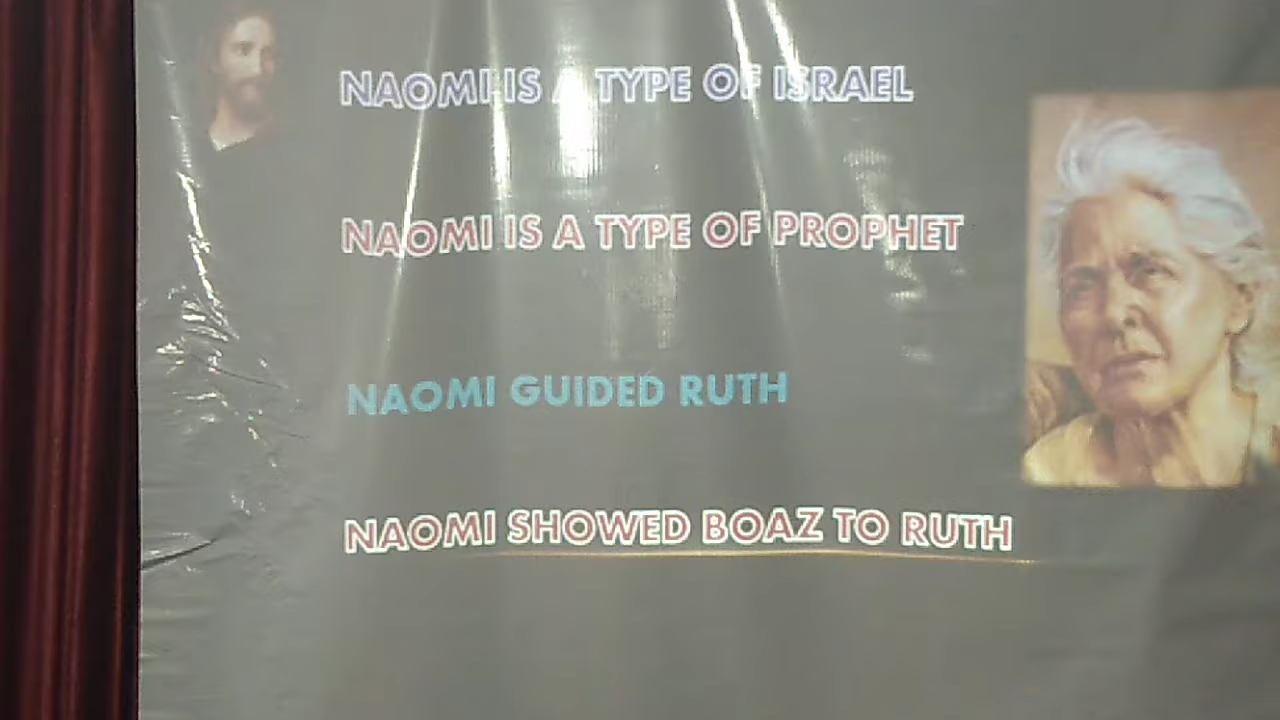 NAOMI IS A TYPE OF ISRAEL
NAOMI IS A TYPE OF PROPHET
NAOMI GUIDED RUTH
NAOMI SHOWED BOAZ TO RUTH